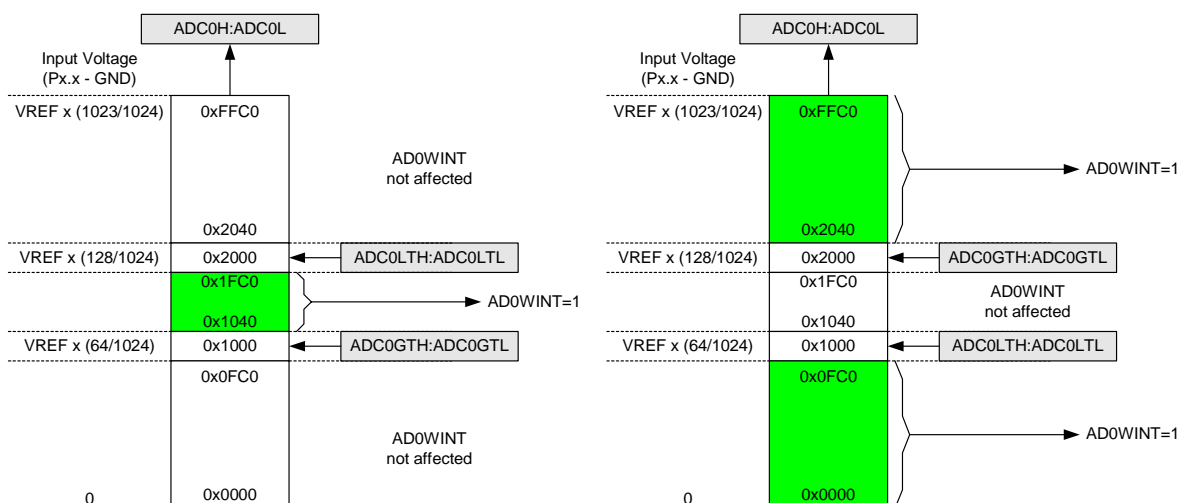 ADC0H:ADC0L
Input Voltage
(Px.x - GND)
VREF x (1023/1024)
0xFFC0
AD0WINT
not affected
0x2040
VREF x (128/1024)
0x2000
ADC0LTH:ADC0LTL
0x1FC0
AD0WINT=1
0x1040
VREF x (64/1024)
0x1000
ADC0GTH:ADC0GTL
0x0FC0
AD0WINT
not affected
0
0x0000
ADC0H:ADC0L
Input Voltage
(Px.x - GND)
VREF x (1023/1024)
0xFFC0
AD0WINT=1
0x2040
VREF x (128/1024)
0x2000
ADC0GTH:ADC0GTL
0x1FC0
AD0WINT
not affected
0x1040
VREF x (64/1024)
0x1000
ADC0LTH:ADC0LTL
0x0FC0
AD0WINT=1
0
0x0000